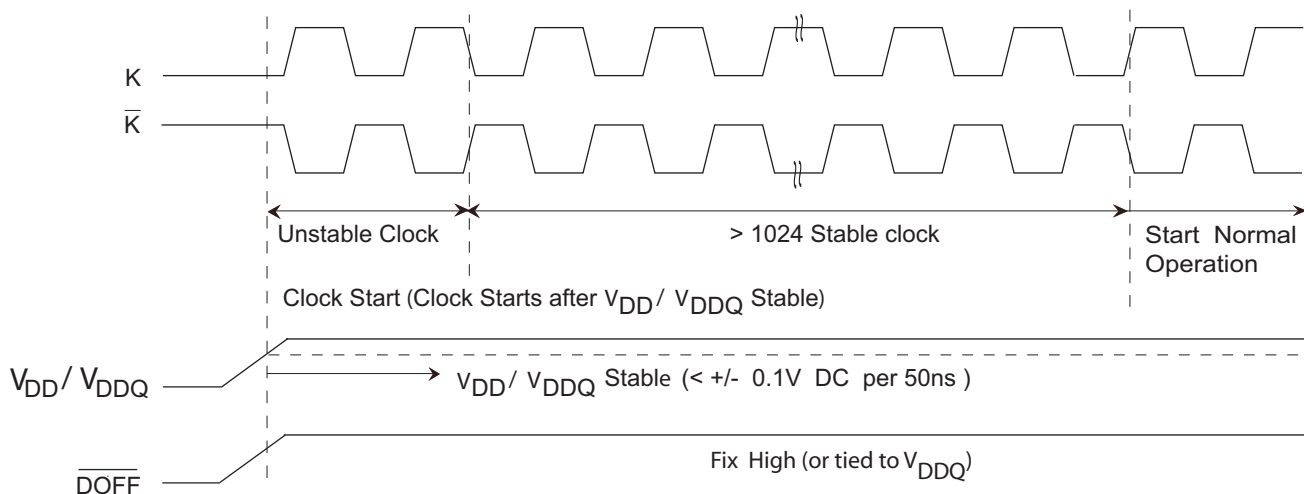 K
K̅
Unstable Clock
> 1024 Stable clock
Start Normal
Operation
Clock Start (Clock Starts after VDD / VDDQ Stable)
VDD / VDDQ
VDD / VDDQ Stable (< +/- 0.1V DC per 50ns )
Fix High (or tied to VDDQ)
D̅O̅F̅F̅